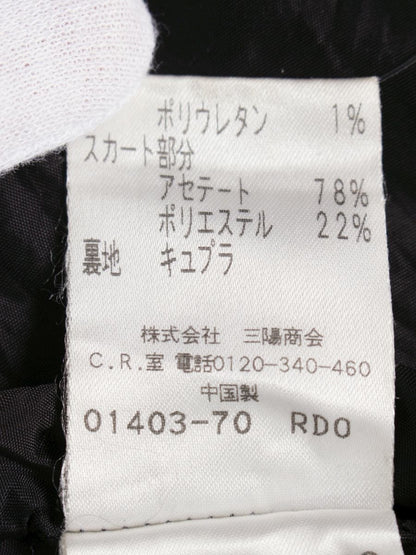 ポリウレタン 1%
スカート部分
アセテート 78%
ポリエステル 22%
裏地 キュプラ
株式会社 三陽商会
C.R.室 電話0120-340-460
中国製
01403-70 RDO